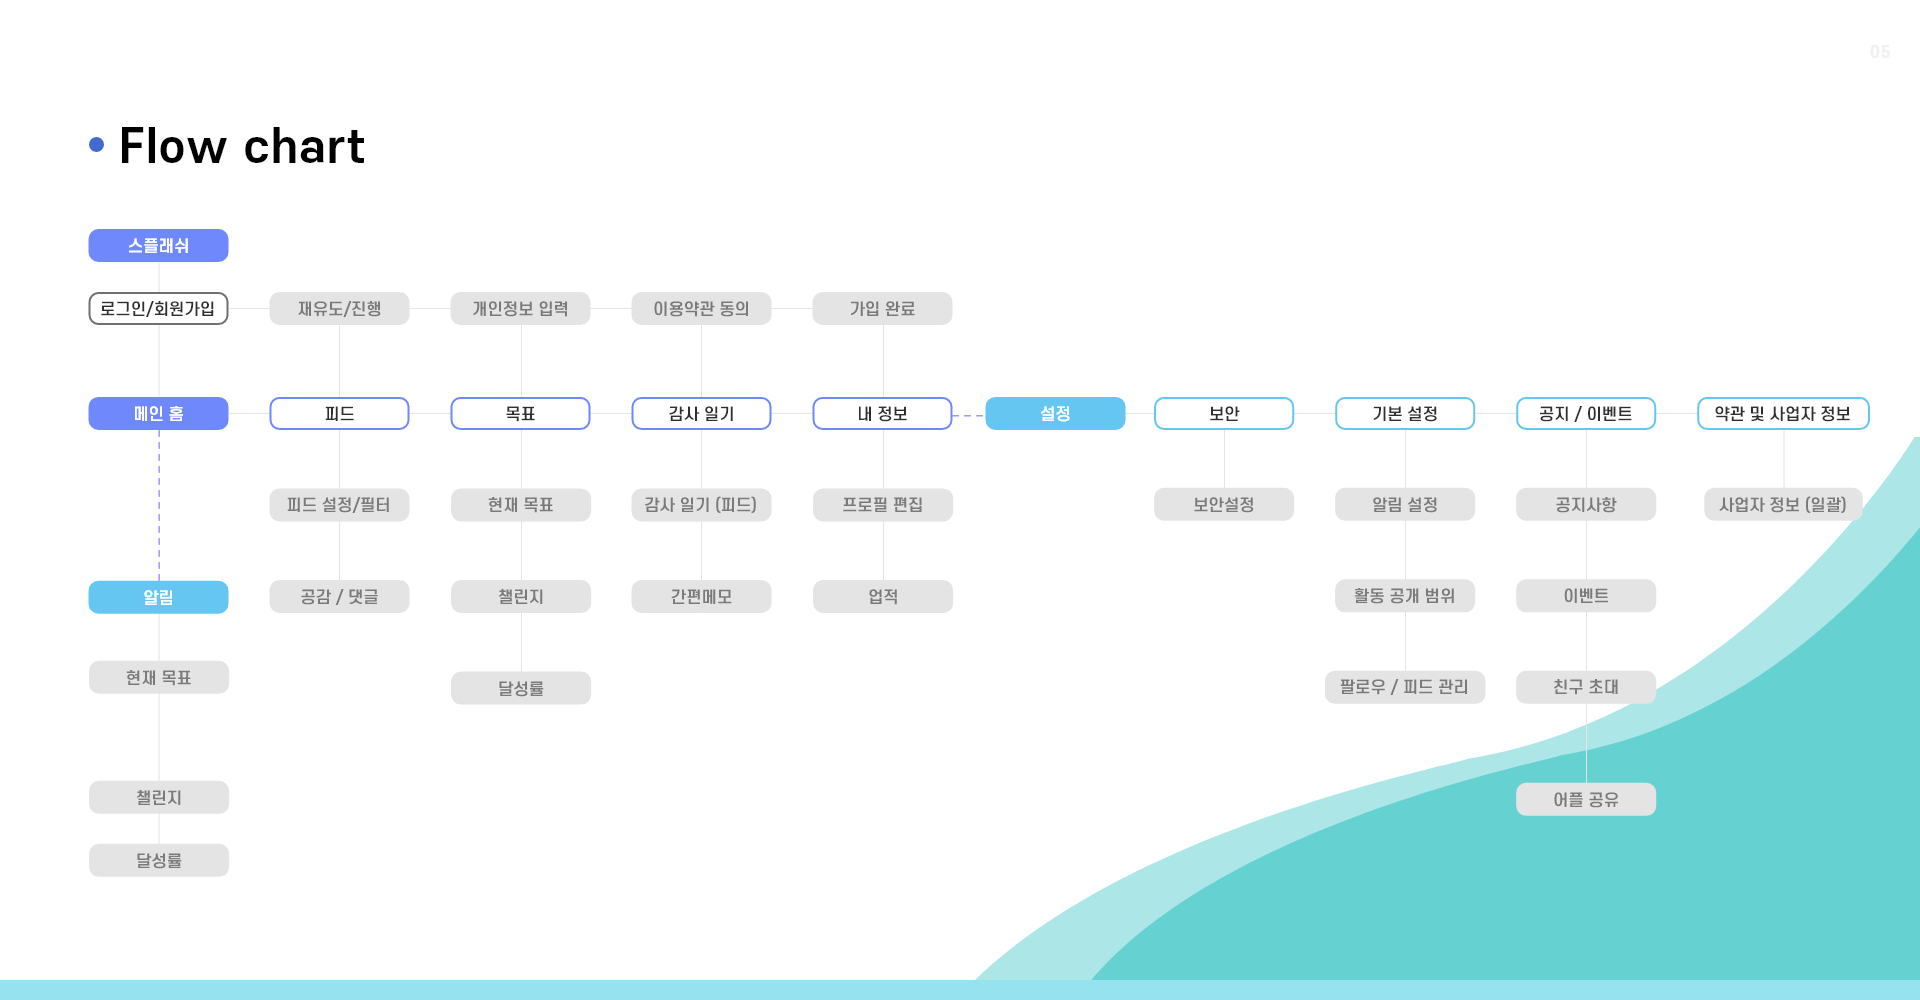 05
Flow chart
스플래쉬
로그인/회원가입
재유도/진행
개인정보 입력
이용약관 동의
가입 완료
메인 홈
피드
목표
감사 일기
내 정보
설정
보안
기본 설정
공지 / 이벤트
약관 및 사업자 정보
피드 설정/필터
현재 목표
감사 일기 (피드)
프로필 편집
보안설정
알림 설정
공지사항
사업자 정보 (일괄)
알림
공감 / 댓글
챌린지
간편메모
업적
활동 공개 범위
이벤트
현재 목표
달성률
팔로우 / 피드 관리
친구 초대
챌린지
어플 공유
달성률